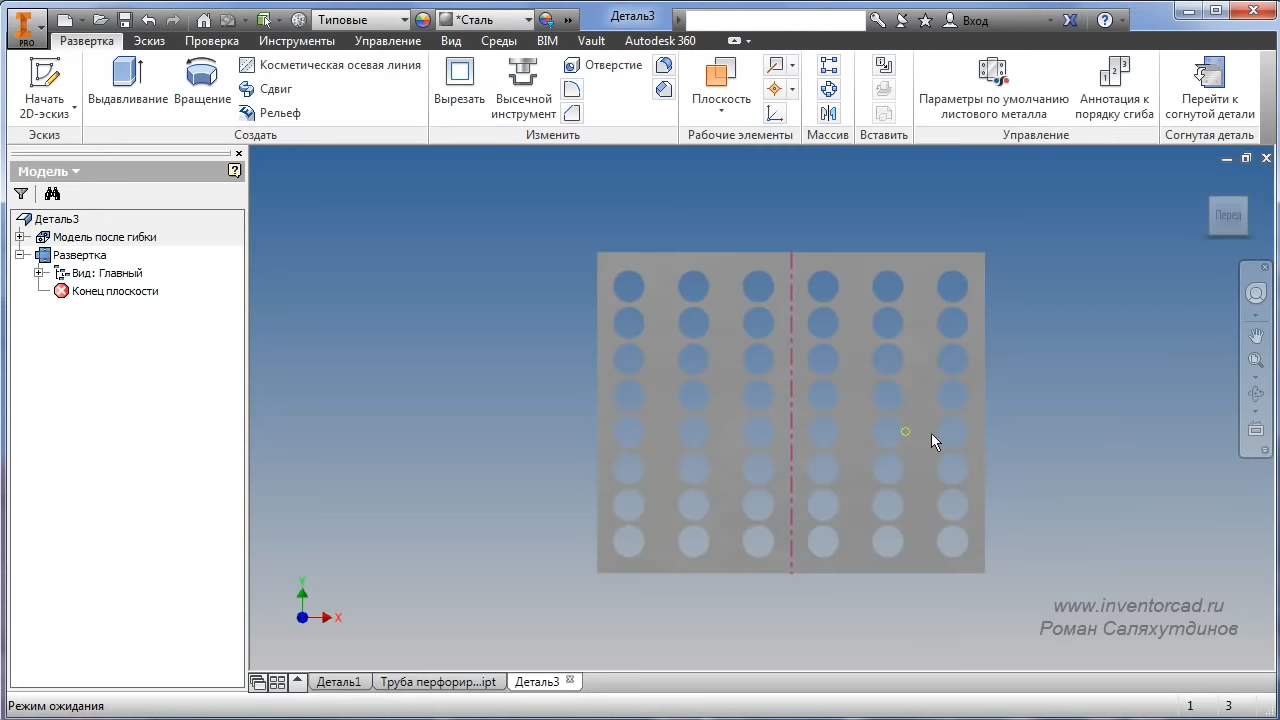 PRO
Типовые
*Сталь
Деталь3
Вход
Развертка
Эскиз
Проверка
Инструменты
Управление
Вид
Среды
BIM
Vault
Autodesk 360
Начать
2D-эскиз
Выдавливание
Вращение
Косметическая осевая линия
Сдвиг
Рельеф
Вырезать
Высечной
инструмент
Отверстие
Плоскость
Параметры по умолчанию
листового металла
Аннотация к
порядку сгиба
Перейти к
согнутой детали
Эскиз
Создать
Изменить
Рабочие элементы
Массив
Вставить
Управление
Согнутая деталь
Модель
Деталь3
Модель после гибки
Развертка
Вид: Главный
Конец плоскости
Перед
Y
X
www.inventorcad.ru
Роман Саляхутдинов
Деталь1
Труба перфорир...ipt
Деталь3
Режим ожидания
1
3